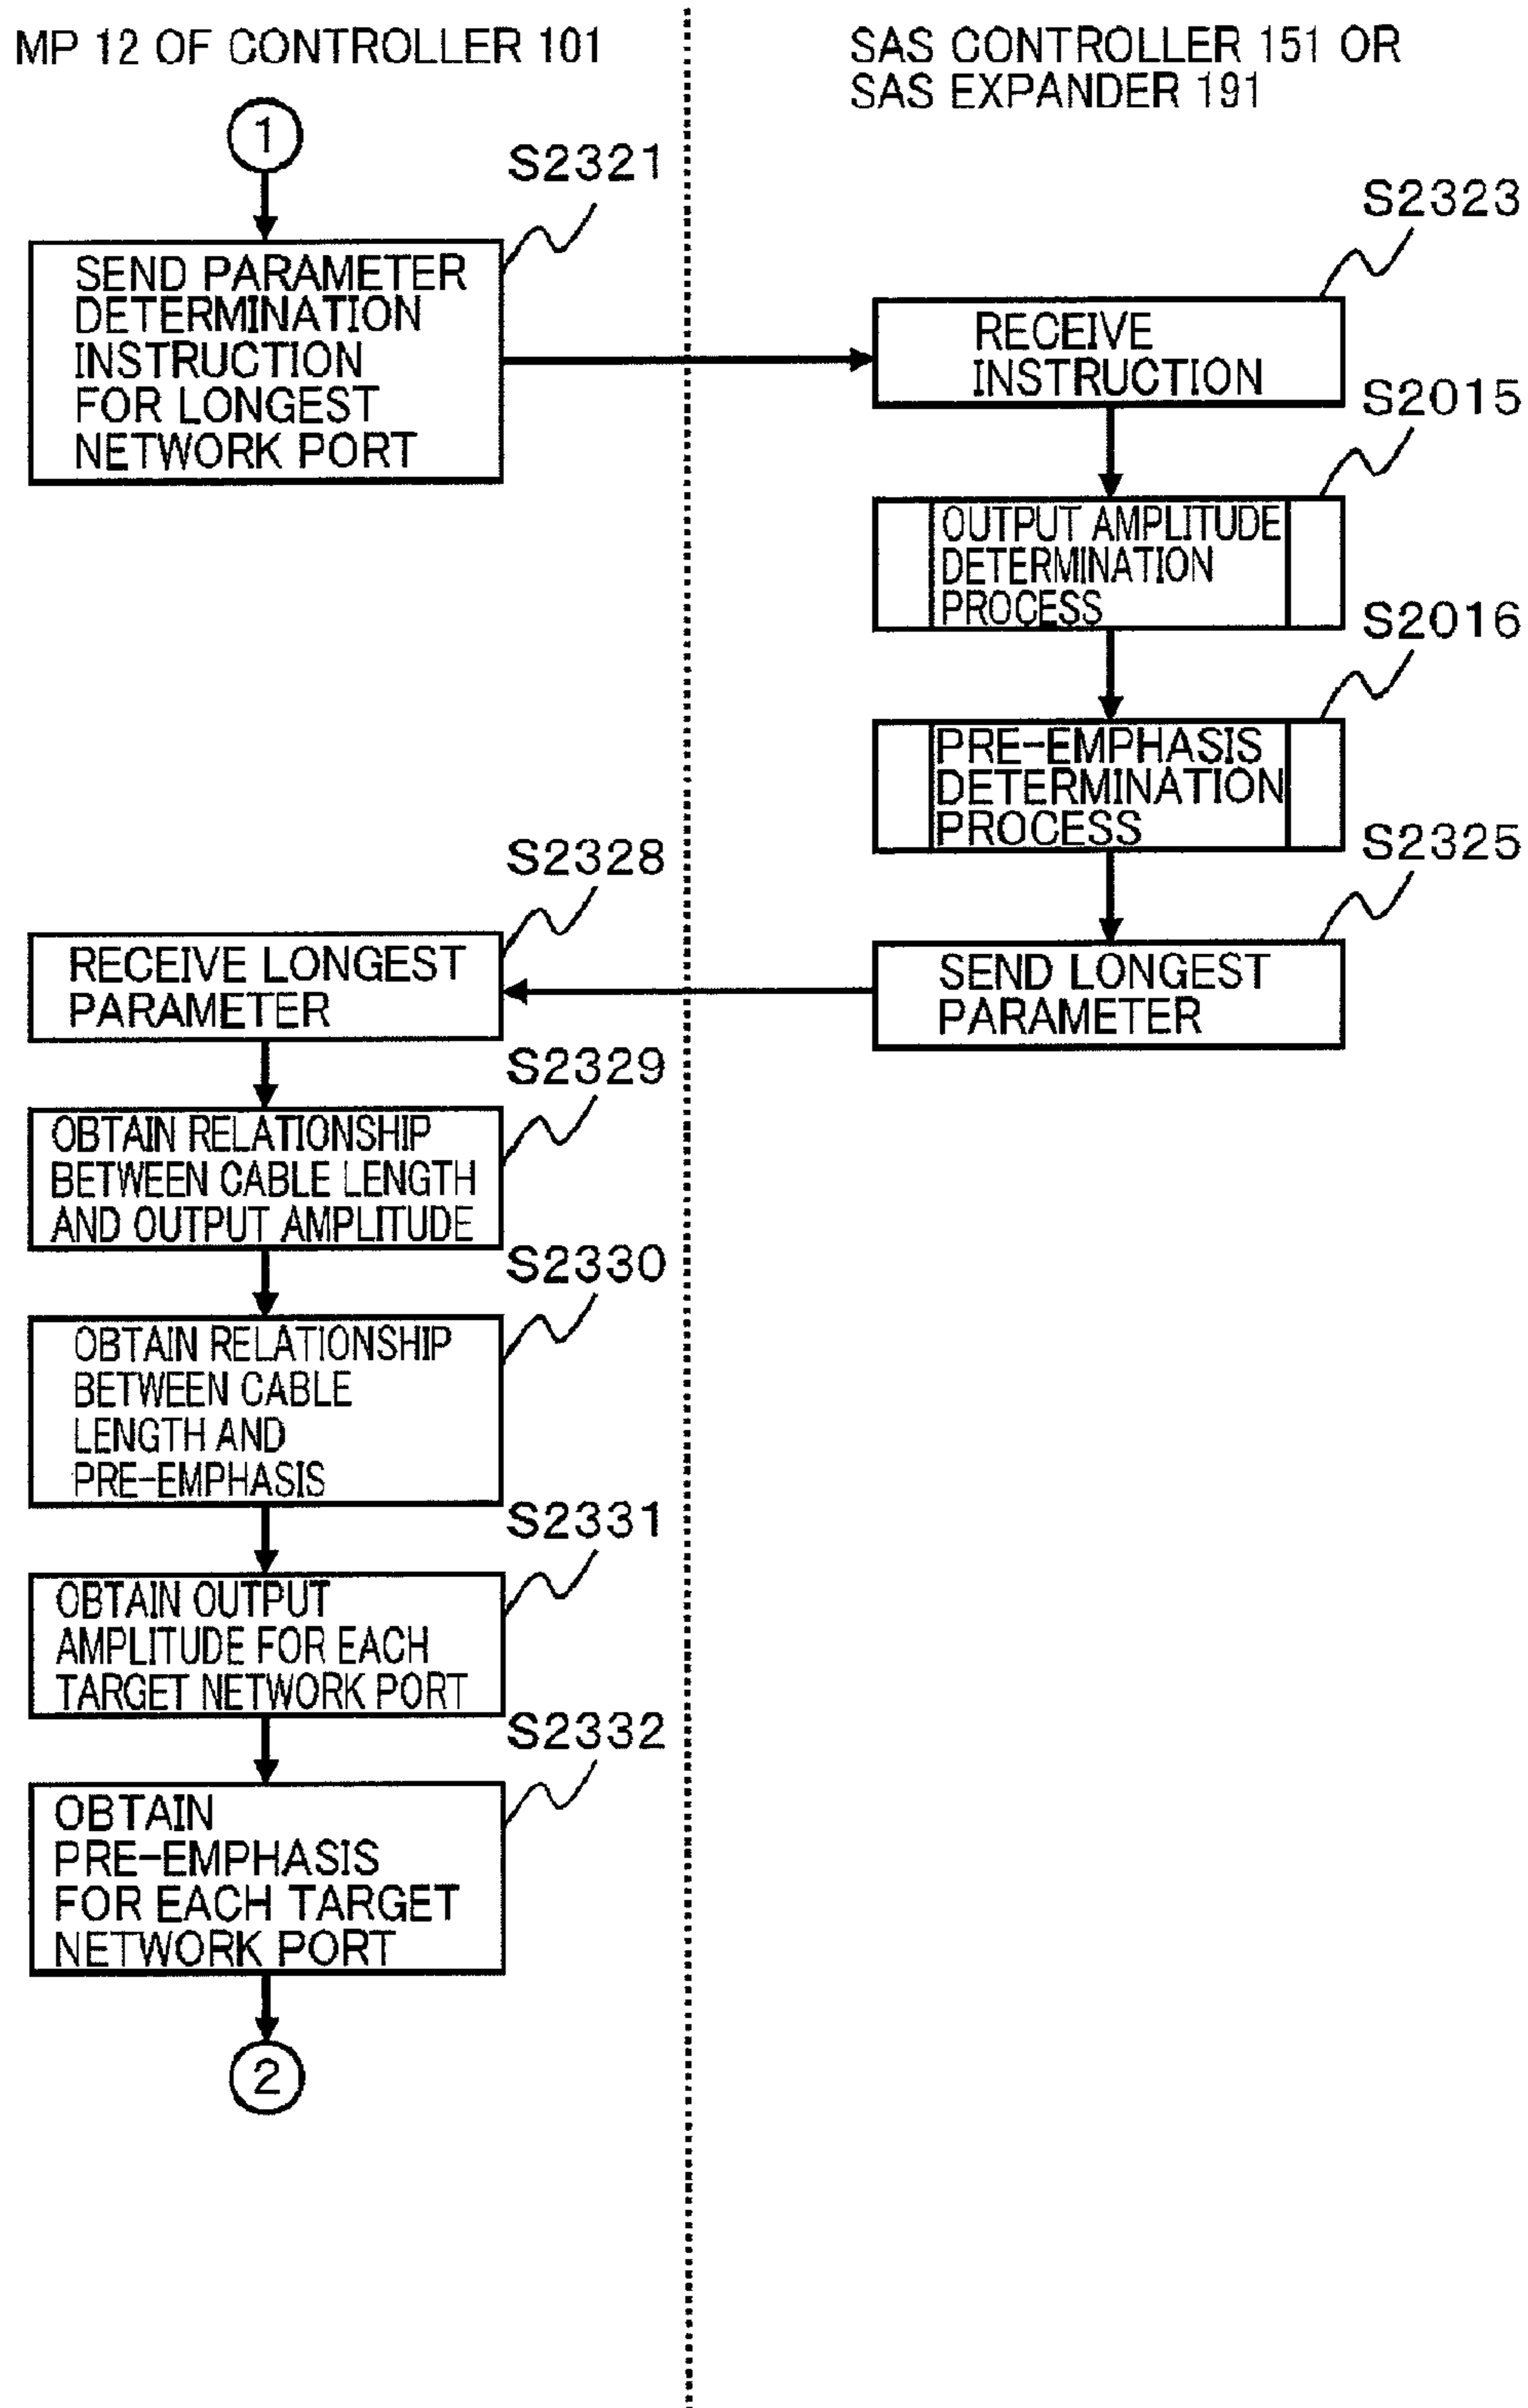 MP 12 OF CONTROLLER 101
SAS CONTROLLER 151 OR
SAS EXPANDER 191
1
S2321
SEND PARAMETER
DETERMINATION
INSTRUCTION
FOR LONGEST
NETWORK PORT
S2323
RECEIVE
INSTRUCTION
S2015
OUTPUT AMPLITUDE
DETERMINATION
PROCESS
S2016
PRE-EMPHASIS
DETERMINATION
PROCESS
S2325
SEND LONGEST
PARAMETER
S2328
RECEIVE LONGEST
PARAMETER
S2329
OBTAIN RELATIONSHIP
BETWEEN CABLE LENGTH
AND OUTPUT AMPLITUDE
S2330
OBTAIN RELATIONSHIP
BETWEEN CABLE
LENGTH AND
PRE-EMPHASIS
S2331
OBTAIN OUTPUT
AMPLITUDE FOR EACH
TARGET NETWORK PORT
S2332
OBTAIN
PRE-EMPHASIS
FOR EACH TARGET
NETWORK PORT
2